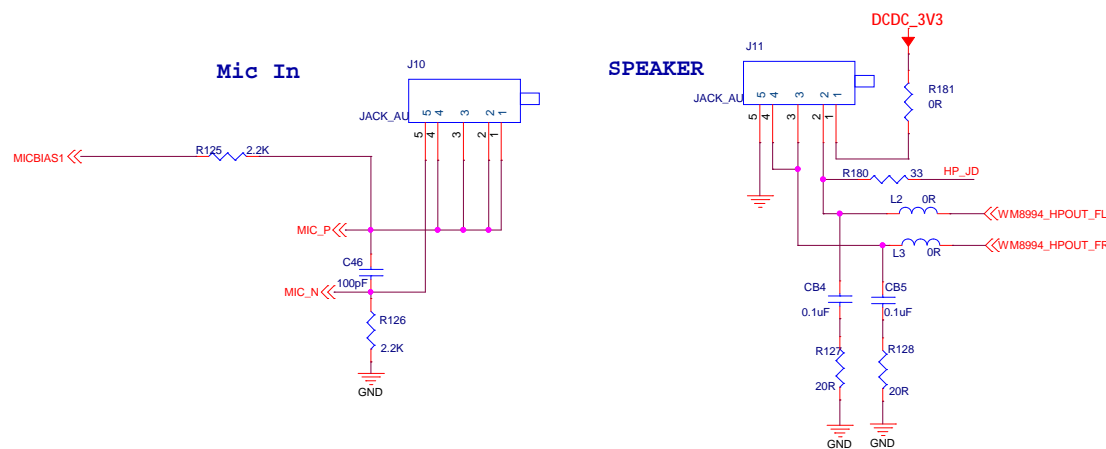 DCDC_3V3
J11
J10
Mic In
SPEAKER
R181
0R
JACK_AU
5 4 3 2 1
5 4 3 2 1
JACK_AU
5 4 3 2 1
5 4 3 2 1
MICBIAS1
R125
2.2K
R180
33
HP_JD
L2
0R
WM8994_HPOUT_FL
MIC_P
WM8994_HPOUT_FR
L3
0R
C46
100pF
MIC_N
CB4
0.1uF
CB5
0.1uF
R126
2.2K
R127
20R
R128
20R
GND
GND
GND